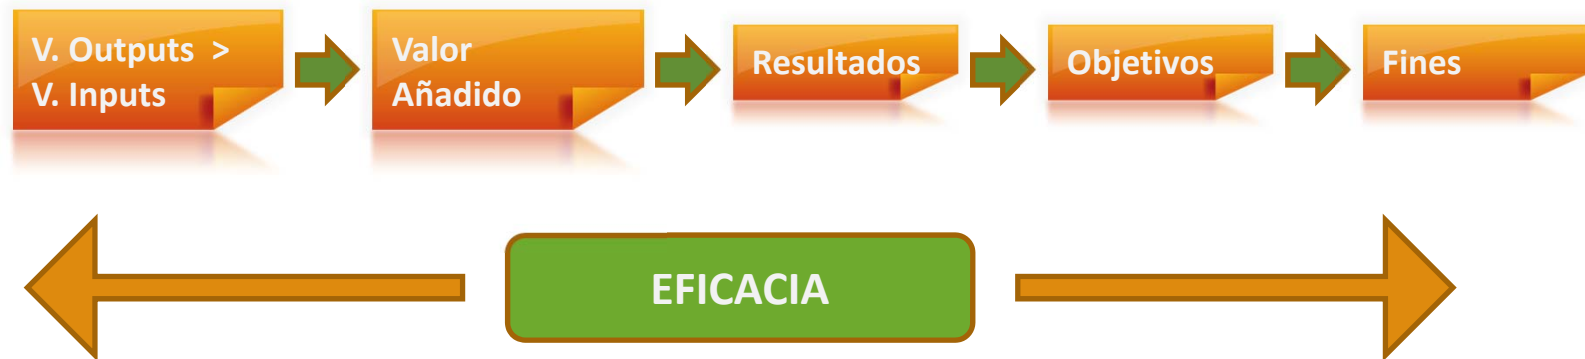 V. Outputs >
V. Inputs
Valor
Añadido
Resultados
Objetivos
Fines
EFICACIA